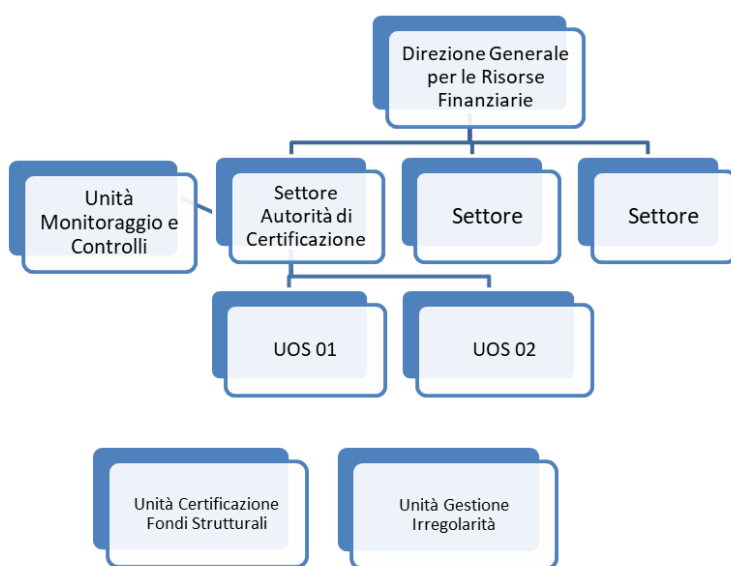 Direzione Generale
per le Risorse
Finanziarie
Unità
Monitoraggio e
Controlli
Settore
Autorità di
Certificazione
Settore
Settore
UOS 01
UOS 02
Unità Certificazione
Fondi Strutturali
Unità Gestione
Irregolarità